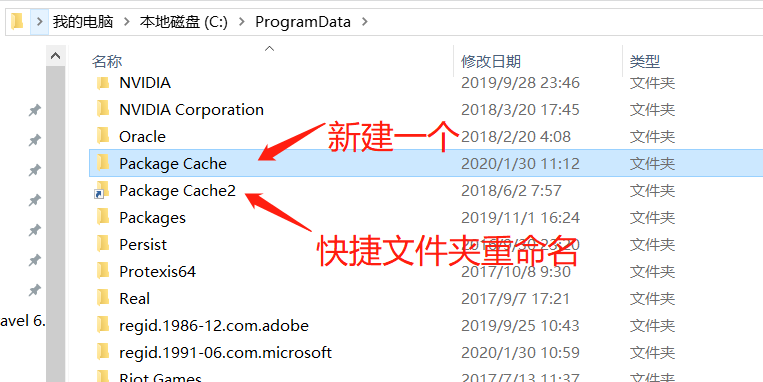 我的电脑 本地磁盘 (C:) ProgramData
名称 修改日期 类型
NVIDIA 2019/9/28 23:46 文件夹
NVIDIA Corporation 2018/3/20 17:45 文件夹
Oracle 2018/2/20 4:08 文件夹
新建一个
Package Cache 2020/1/30 11:12 文件夹
Package Cache2 2018/6/2 7:57 文件夹
Packages 2019/11/1 16:24 文件夹
快捷文件夹重命名
Persist 2018/9/30 23:20 文件夹
Protexis64 2017/10/8 9:30 文件夹
Real 2017/9/7 17:21 文件夹
avel 6.
regid.1986-12.com.adobe 2019/9/25 10:43 文件夹
regid.1991-06.com.microsoft 2020/1/30 10:59 文件夹
Riot Games 2017/7/13 11:37 文件夹